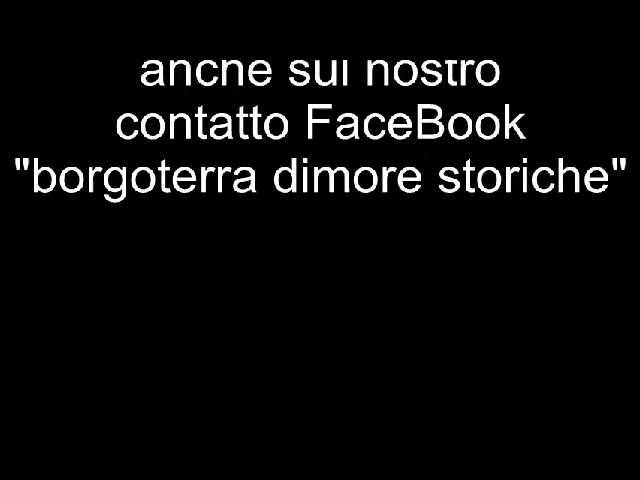 anche sul nostro
contatto FaceBook
"borgoterra dimore storiche"